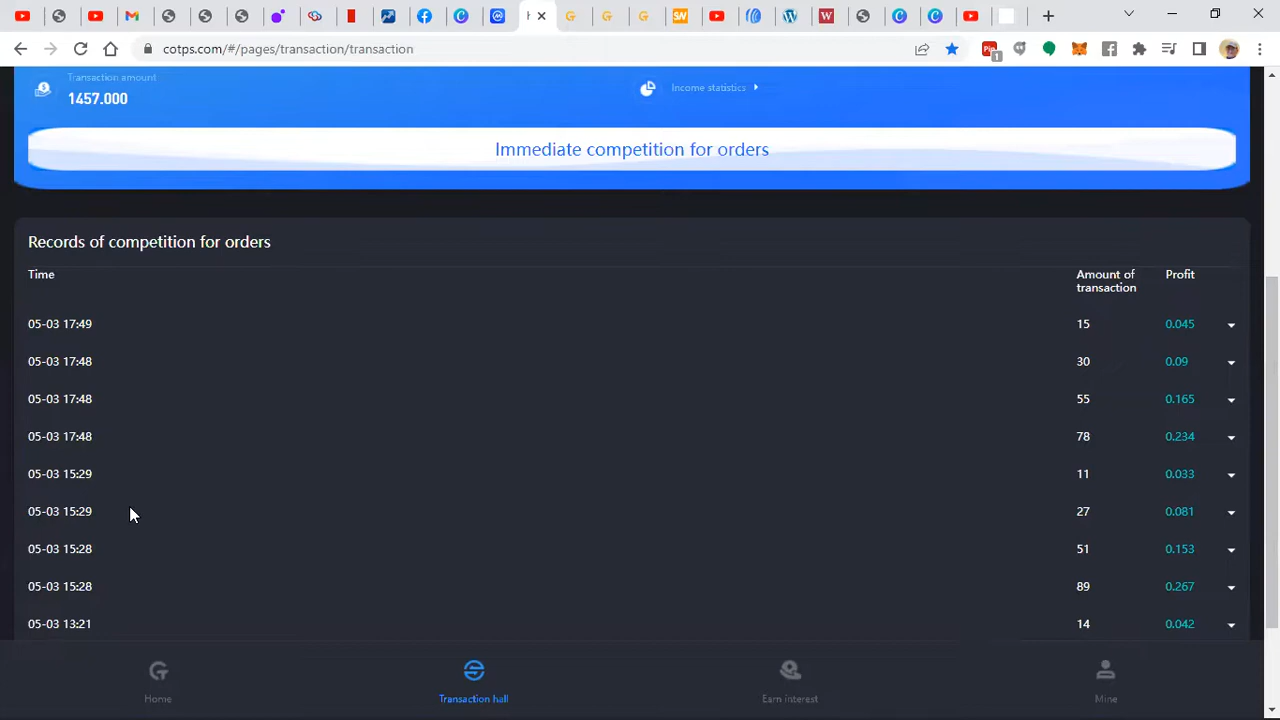 cotps.com/#/pages/transaction/transaction
1
Transaction amount
1457.000
Income statistics
Immediate competition for orders
Records of competition for orders
Time
Amount of
transaction
Profit
05-03 17:49 15 0.045
05-03 17:48 30 0.09
05-03 17:48 55 0.165
05-03 17:48 78 0.234
05-03 15:29 11 0.033
05-03 15:29 27 0.081
05-03 15:28 51 0.153
05-03 15:28 89 0.267
05-03 13:21 14 0.042
Home
Transaction hall
Earn interest
Mine